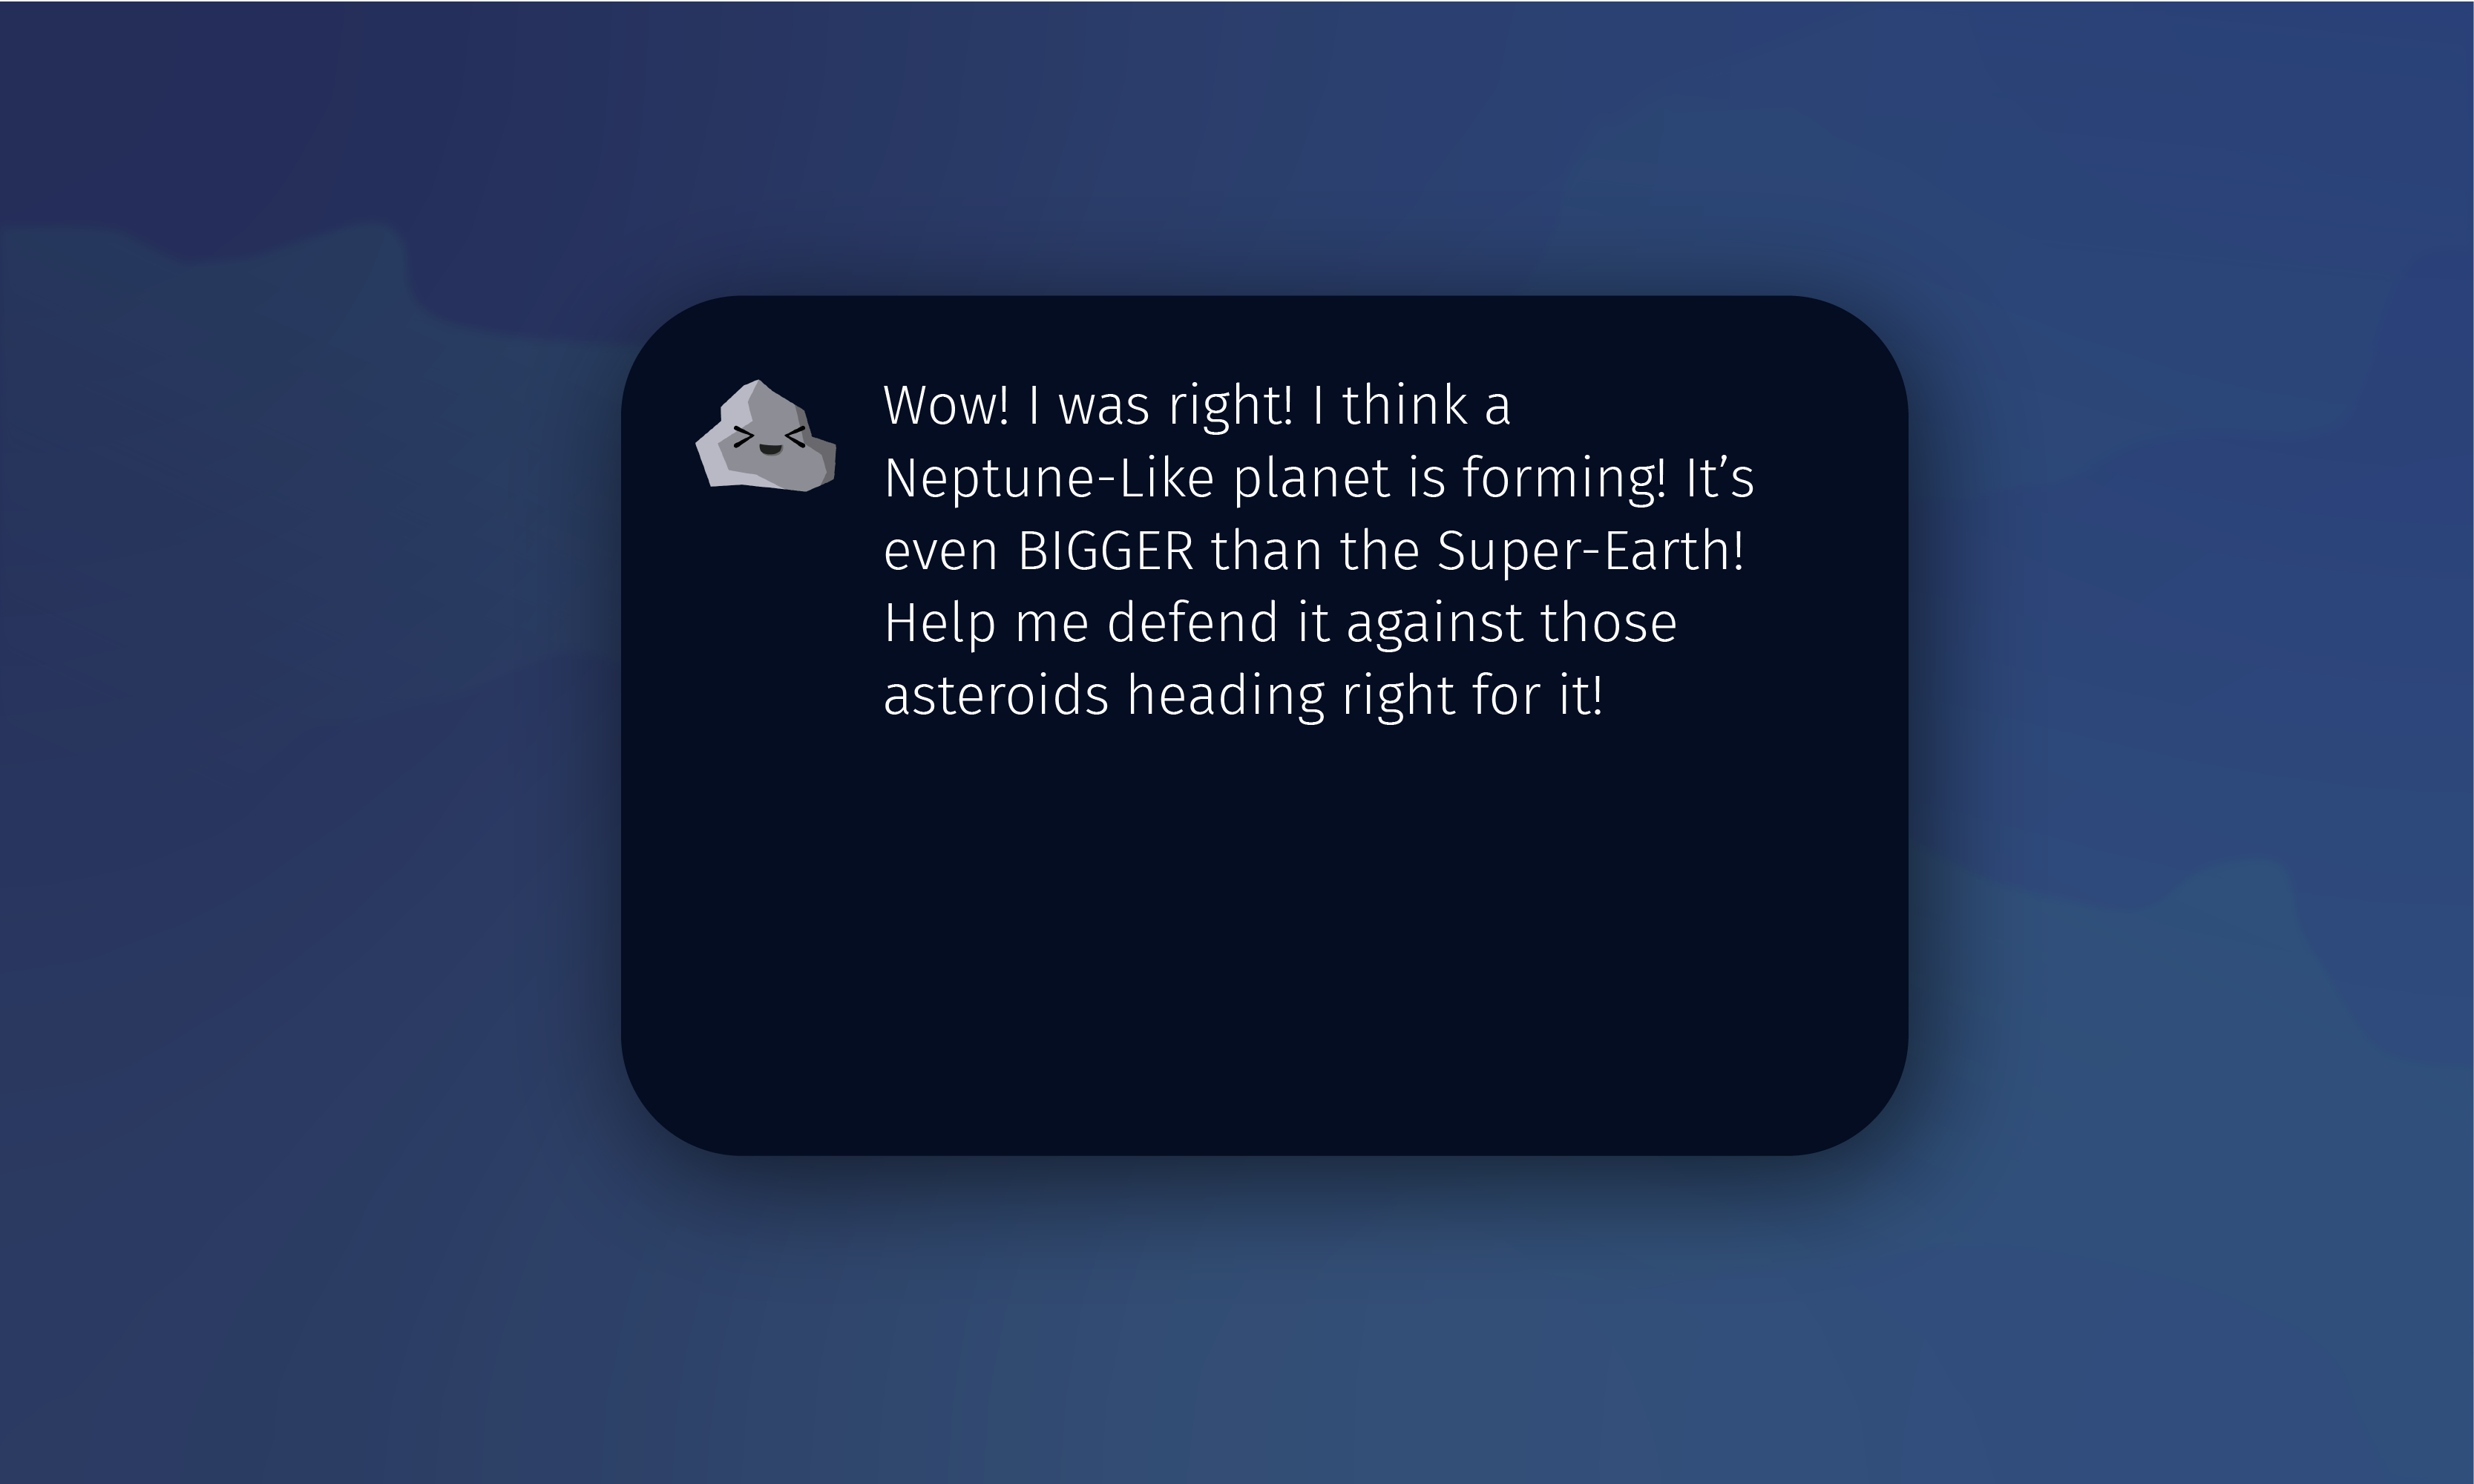 Wow! I was right! I think a
Neptune-Like planet is forming! It’s
even BIGGER than the Super-Earth!
Help me defend it against those
asteroids heading right for it!